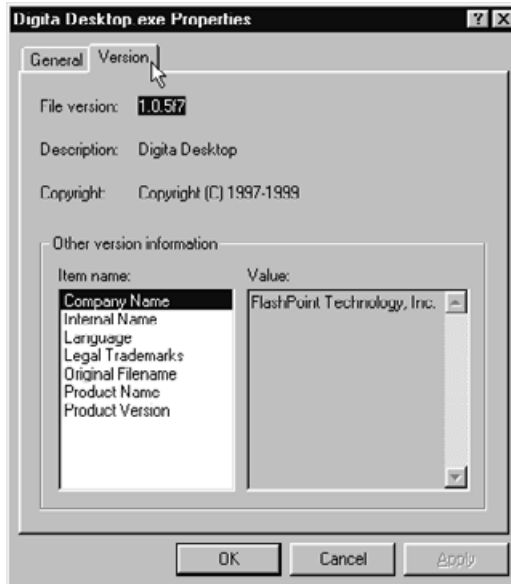 Digita Desktop.exe Properties
General Version
File version: 1.0.5f7
Description: Digita Desktop
Copyright: Copyright (C) 1997-1999
Other version information
Item name: Value:
Company Name FlashPoint Technology, Inc.
Internal Name
Language
Legal Trademarks
Original Filename
Product Name
Product Version
OK Cancel Apply